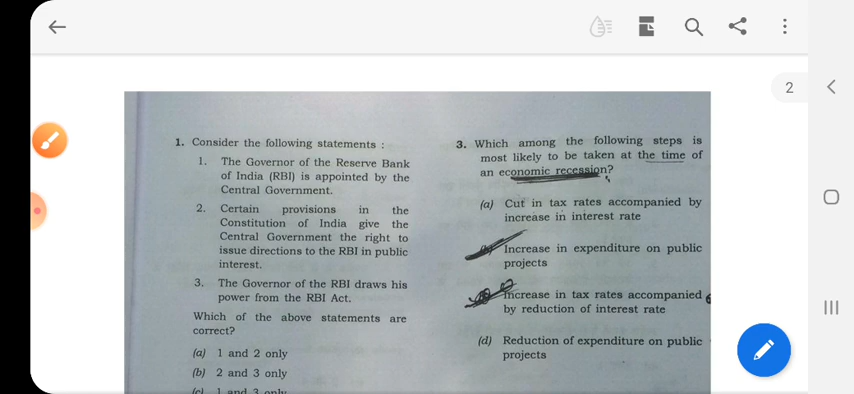 2
1. Consider the following statements :
1. The Governor of the Reserve Bank
of India (RBI) is appointed by the
Central Government.
2. Certain provisions in the
Constitution of India give the
Central Government the right to
issue directions to the RBI in public
interest.
3. The Governor of the RBI draws his
power from the RBI Act.
Which of the above statements are
correct?
(a) 1 and 2 only
(b) 2 and 3 only
(c) 1 and 3 only
3. Which among the following steps is
most likely to be taken at the time of
an economic recession?
(a) Cut in tax rates accompanied by
increase in interest rate
Increase in expenditure on public
projects
Increase in tax rates accompanied
by reduction of interest rate
(d) Reduction of expenditure on public
projects